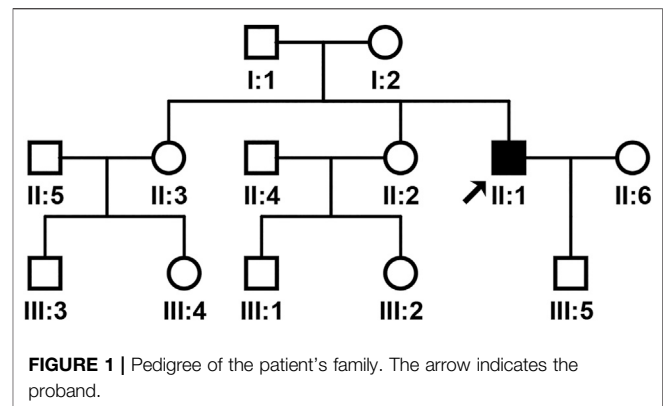 I:1 I:2
II:5 II:3 II:4 II:2 II:1 II:6
III:3 III:4 III:1 III:2 III:5
FIGURE 1 | Pedigree of the patient's family. The arrow indicates the
proband.